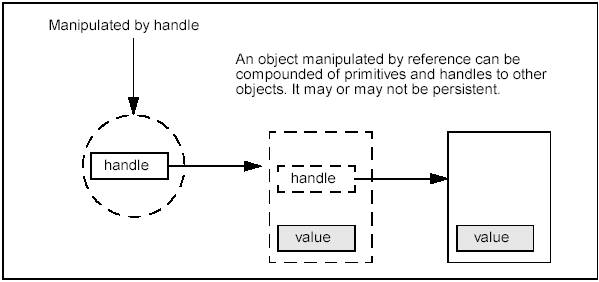 Manipulated by handle
An object manipulated by reference can be
compounded of primitives and handles to other
objects. It may or may not be persistent.
handle
handle
value
value